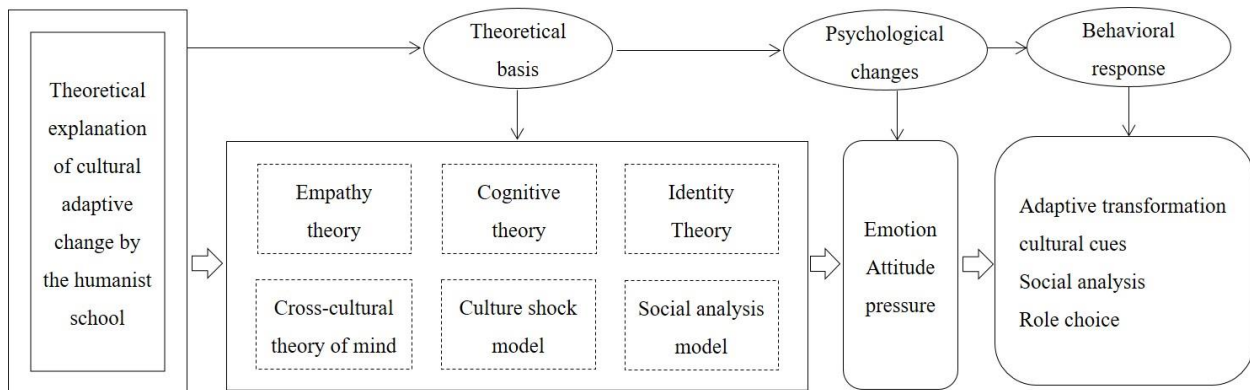 Theoretical
explanation
of cultural
adaptive
change by
the humanist
school
Theoretical
basis
Psychological
changes
Behavioral
response
Empathy
theory
Cognitive
theory
Identity
Theory
Cross-cultural
theory of mind
Culture shock
model
Social analysis
model
Emotion
Attitude
pressure
Adaptive transformation
cultural cues
Social analysis
Role choice